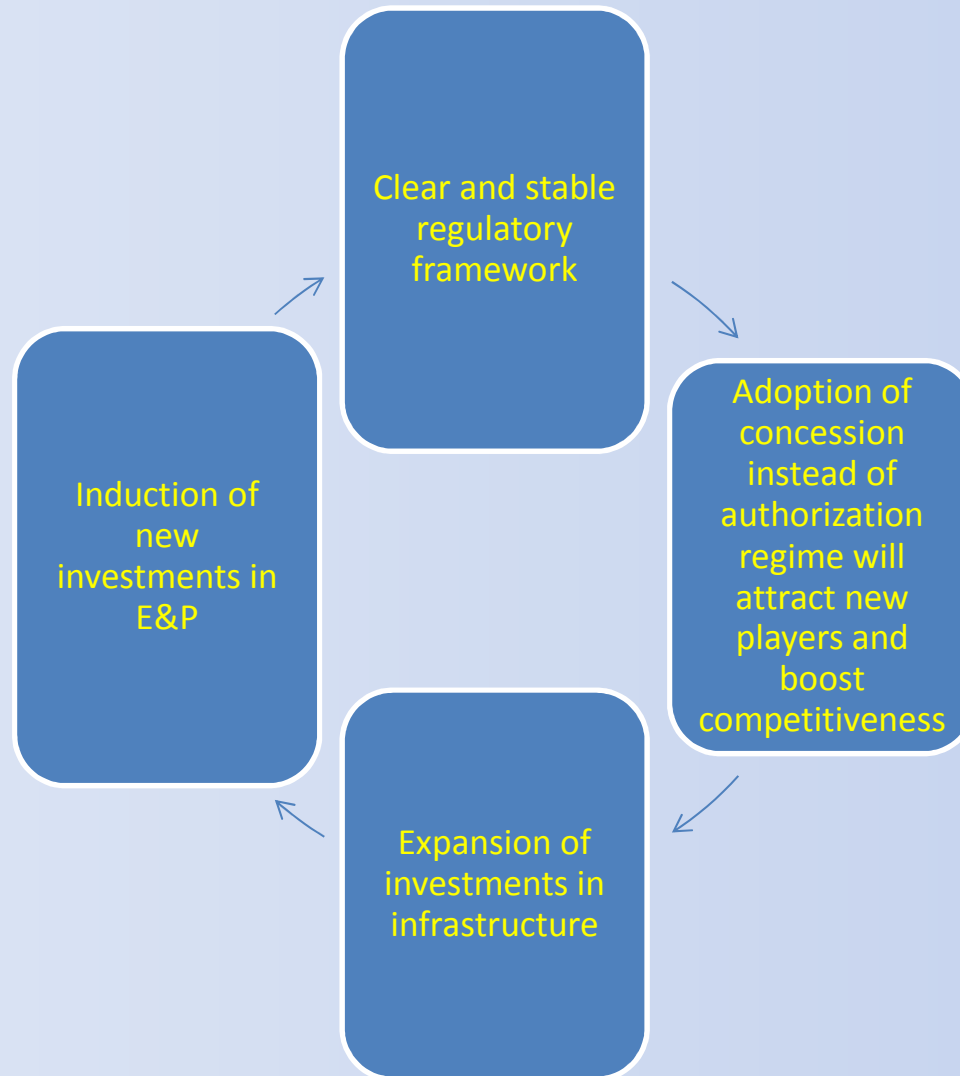 Clear and stable
regulatory
framework
Adoption of
concession
instead of
authorization
regime will
attract new
players and
boost
competitiveness
Expansion of
investments in
infrastructure
Induction of
new
investments in
E&P